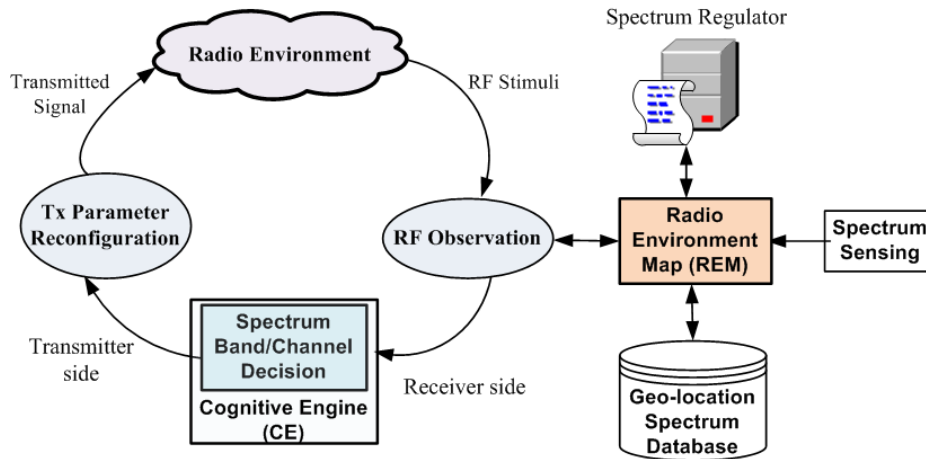 Spectrum Regulator
Radio Environment
Transmitted
Signal
RF Stimuli
Tx Parameter
Reconfiguration
RF Observation
Radio
Environment
Map (REM)
Spectrum
Sensing
Spectrum
Band/Channel
Decision
Cognitive Engine
(CE)
Transmitter
side
Receiver side
Geo-location
Spectrum
Database